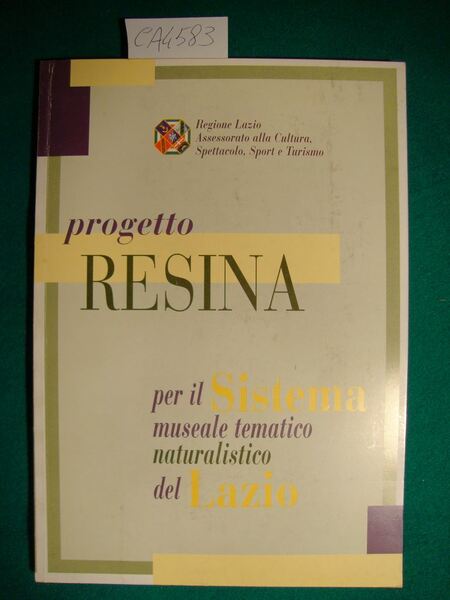 CA4583
Regione Lazio
Assessorato alla Cultura,
Spettacolo, Sport e Turismo
progetto
RESINA
per il Sistema
museale tematico
naturalistico
del Lazio